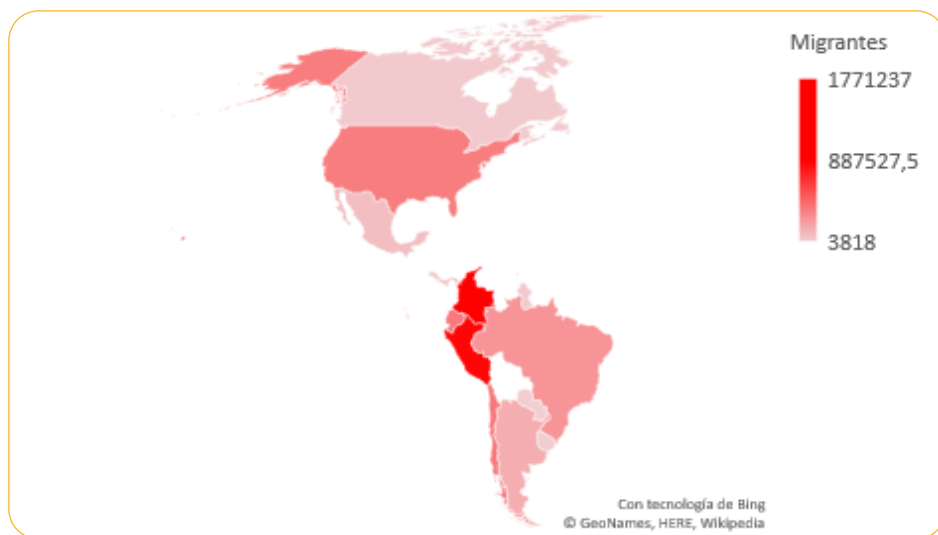 Migrantes
1771237
887527,5
3818
Con tecnología de Bing
© GeoNames, HERE, Wikipedia